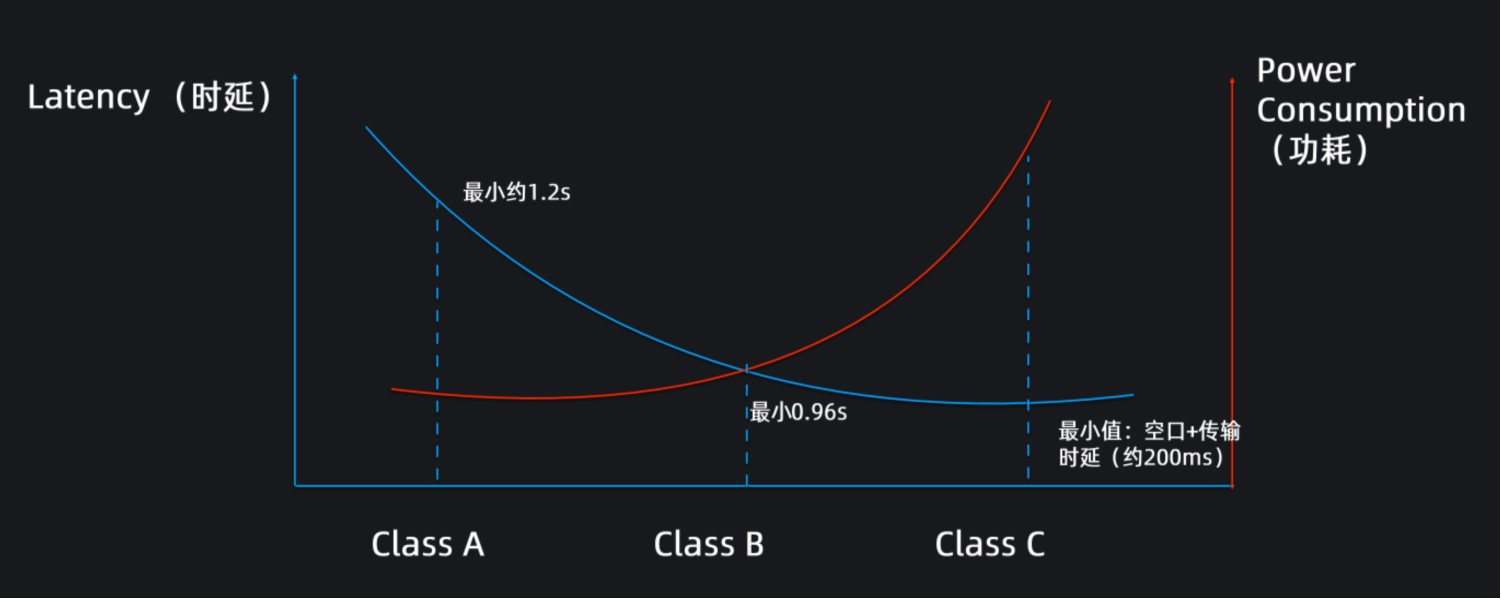 Latency （时延）
Power
Consumption
（功耗）
最小约1.2s
最小0.96s
最小值：空口+传输
时延（约200ms）
Class A
Class B
Class C